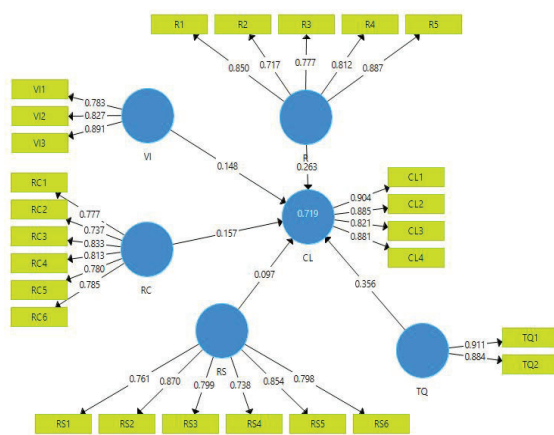 R1 R2 R3 R4 R5
0.850 0.717 0.777 0.812 0.887
R
VI1
VI2
VI3
0.783
0.827
0.891
VI
0.148
0.263
RC1
RC2
RC3
RC4
RC5
RC6
0.777
0.737
0.833
0.813
0.780
0.785
RC
0.157
0.719
CL
0.904
0.885
0.821
0.881
CL1
CL2
CL3
CL4
0.097
0.356
RS
0.761 0.870 0.799 0.738 0.854 0.798
RS1 RS2 RS3 RS4 RS5 RS6
TQ
0.911
0.884
TQ1
TQ2